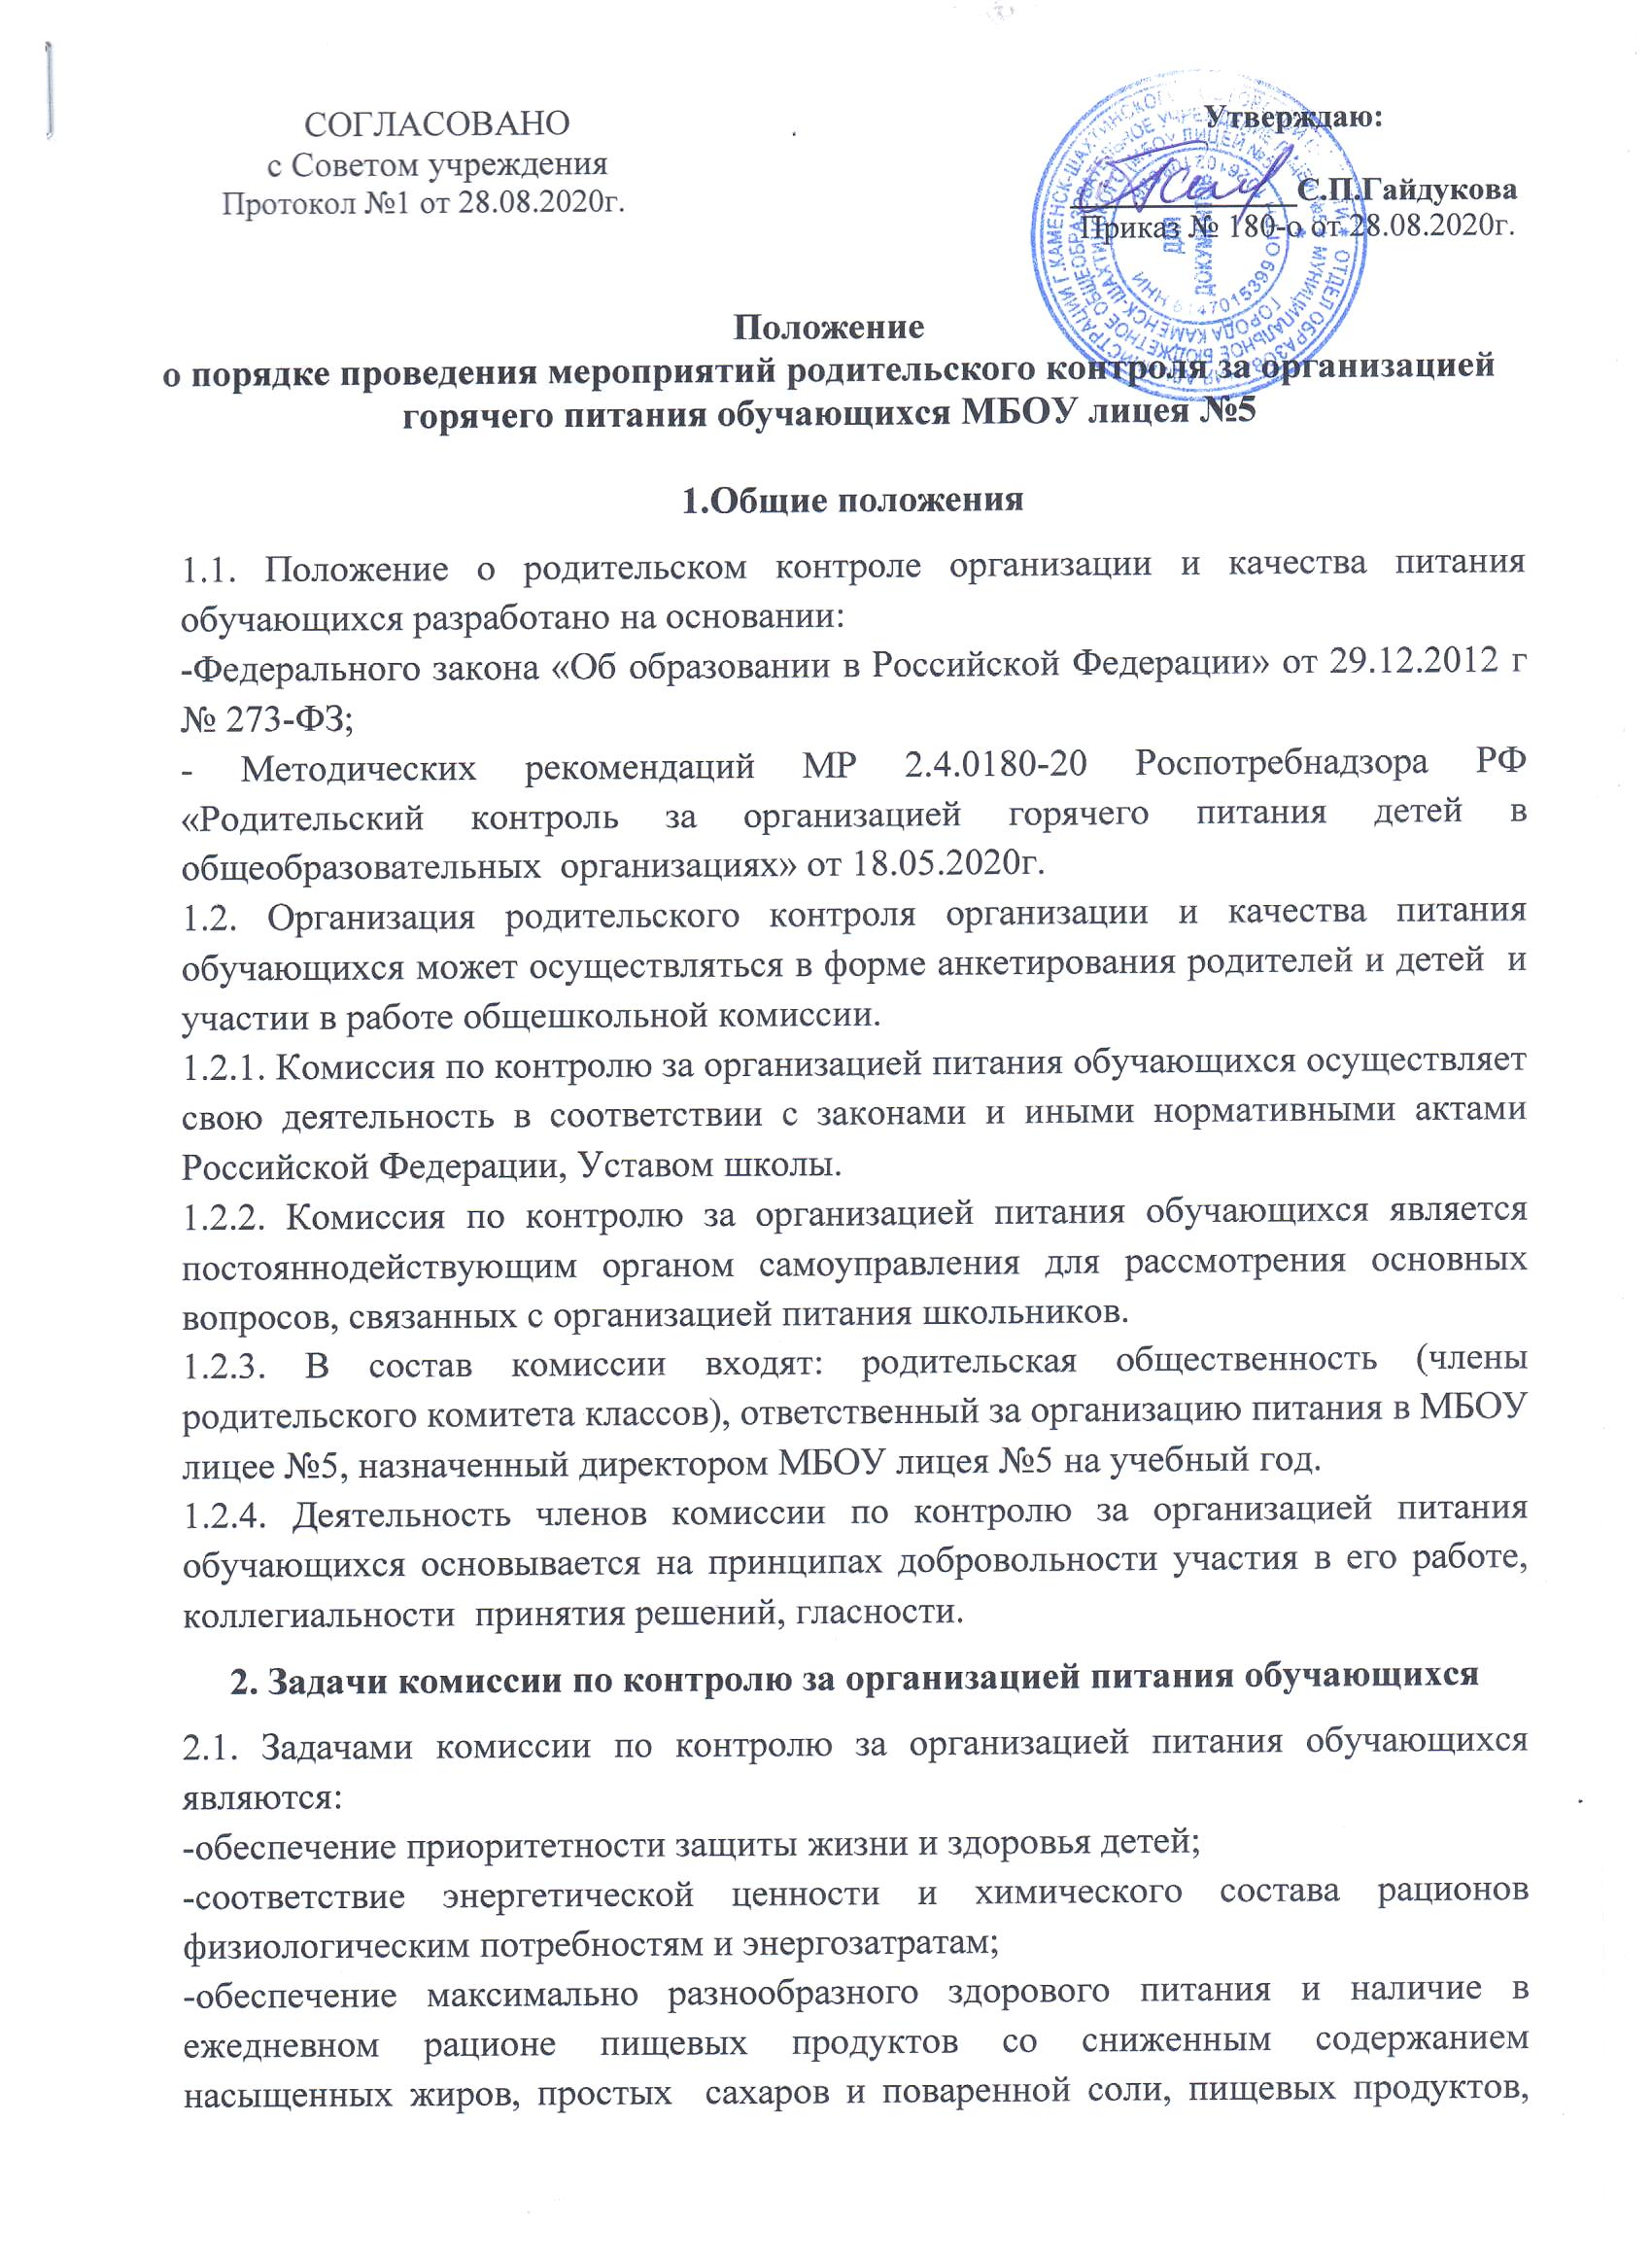 СОГЛАСОВАНО
с Советом учреждения
Протокол №1 от 28.08.2020г.
Утверждаю:
С.П.Гайдукова
Приказ № 180-о от 28.08.2020г.
ДЛЯ
ДОКУМЕНТОВ
Положение
о порядке проведения мероприятий родительского контроля за организацией
горячего питания обучающихся МБОУ лицея №5
1.Общие положения
1.1. Положение о родительском контроле организации и качества питания
обучающихся разработано на основании:
-Федерального закона «Об образовании в Российской Федерации» от 29.12.2012 г
№ 273-ФЗ;
- Методических рекомендаций МР 2.4.0180-20 Роспотребнадзора РФ
«Родительский контроль за организацией горячего питания детей в
общеобразовательных организациях» от 18.05.2020г.
1.2. Организация родительского контроля организации и качества питания
обучающихся может осуществляться в форме анкетирования родителей и детей и
участии в работе общешкольной комиссии.
1.2.1. Комиссия по контролю за организацией питания обучающихся осуществляет
свою деятельность в соответствии с законами и иными нормативными актами
Российской Федерации, Уставом школы.
1.2.2. Комиссия по контролю за организацией питания обучающихся является
постояннодействующим органом самоуправления для рассмотрения основных
вопросов, связанных с организацией питания школьников.
1.2.3. В состав комиссии входят: родительская общественность (члены
родительского комитета классов), ответственный за организацию питания в МБОУ
лицее №5, назначенный директором МБОУ лицея №5 на учебный год.
1.2.4. Деятельность членов комиссии по контролю за организацией питания
обучающихся основывается на принципах добровольности участия в его работе,
коллегиальности принятия решений, гласности.
2. Задачи комиссии по контролю за организацией питания обучающихся
2.1. Задачами комиссии по контролю за организацией питания обучающихся
являются:
-обеспечение приоритетности защиты жизни и здоровья детей;
-соответствие энергетической ценности и химического состава рационов
физиологическим потребностям и энергозатратам;
-обеспечение максимально разнообразного здорового питания и наличие в
ежедневном рационе пищевых продуктов со сниженным содержанием
насыщенных жиров, простых сахаров и поваренной соли, пищевых продуктов,